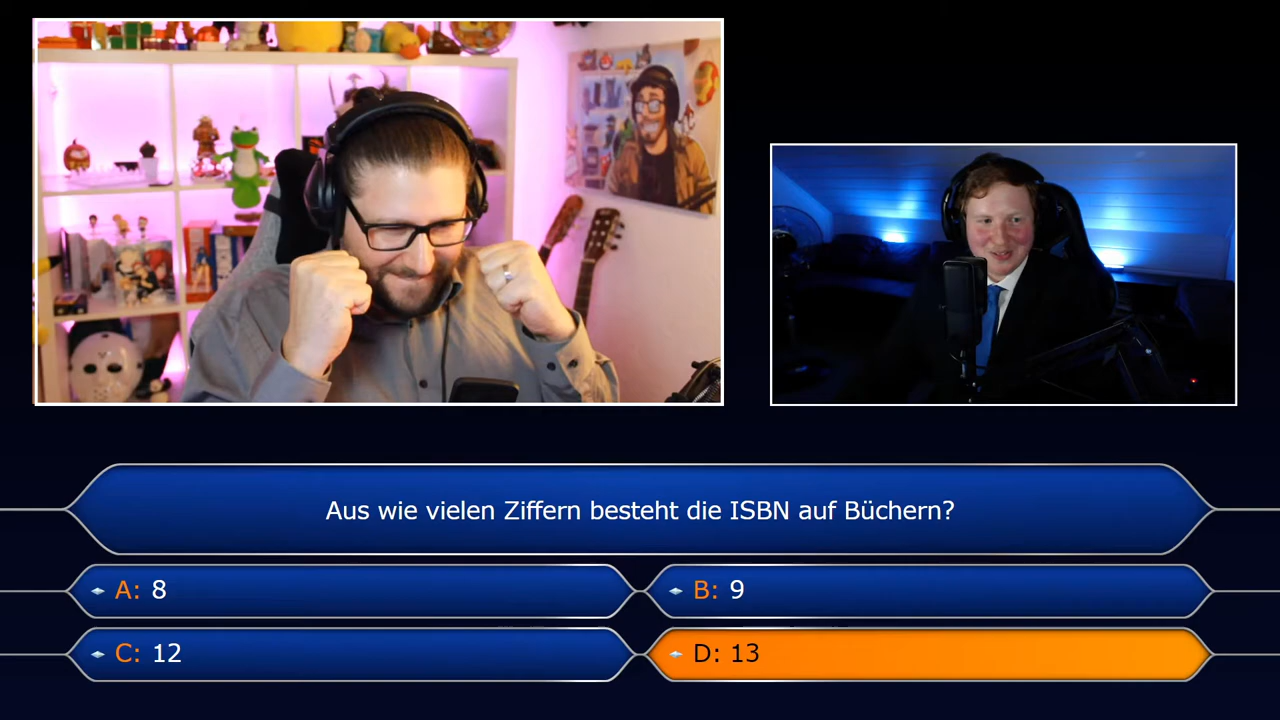 Aus wie vielen Ziffern besteht die ISBN auf Büchern?
A: 8
B: 9
C: 12
D: 13